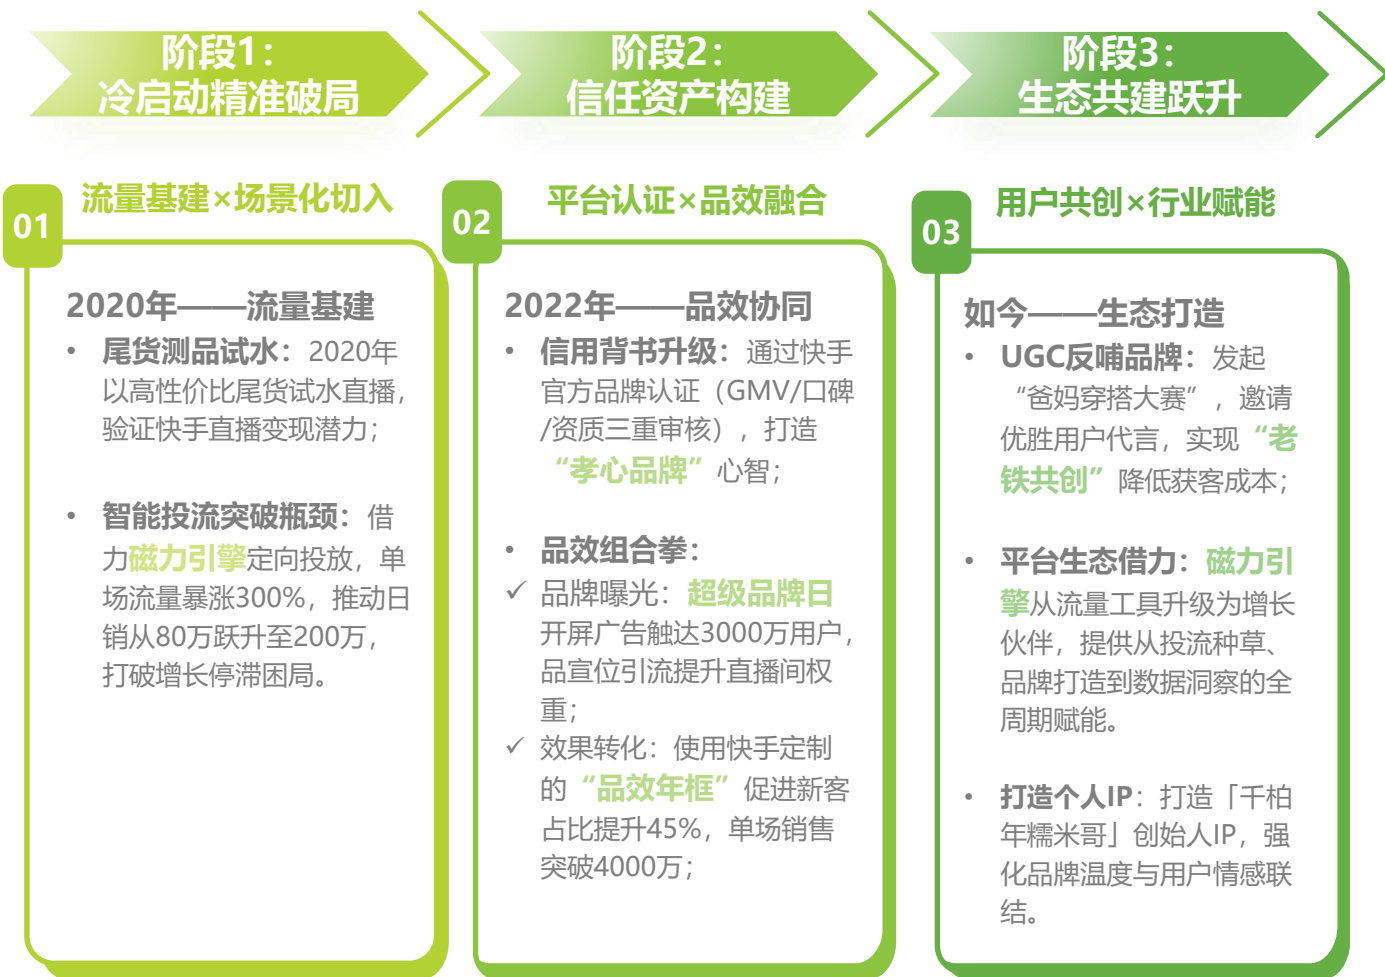 阶段1：
冷启动精准破局
阶段2：
信任资产构建
阶段3：
生态共建跃升
01
流量基建×场景化切入
2020年——流量基建
• 尾货测品试水：2020年
以高性价比尾货试水直播，
验证快手直播变现潜力；
• 智能投流突破瓶颈：借
力磁力引擎定向投放，单
场流量暴涨300%，推动日
销从80万跃升至200万，
打破增长停滞困局。
02
平台认证×品效融合
2022年——品效协同
• 信用背书升级：通过快手
官方品牌认证（GMV/口碑
/资质三重审核），打造
“孝心品牌”心智；
• 品效组合拳：
✓ 品牌曝光：超级品牌日
开屏广告触达3000万用户，
品宣位引流提升直播间权
重；
✓ 效果转化：使用快手定制
的“品效年框”促进新客
占比提升45%，单场销售
突破4000万；
03
用户共创×行业赋能
如今——生态打造
• UGC反哺品牌：发起
“爸妈穿搭大赛”，邀请
优胜用户代言，实现“老
铁共创”降低获客成本；
• 平台生态借力：磁力引
擎从流量工具升级为增长
伙伴，提供从投流种草、
品牌打造到数据洞察的全
周期赋能。
• 打造个人IP：打造「千柏
年糯米哥」创始人IP，强
化品牌温度与用户情感联
结。